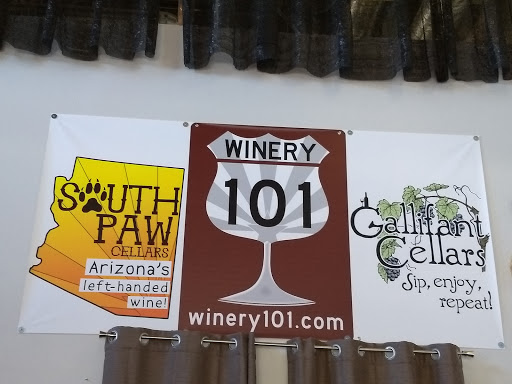 SOUTH
PAW
CELLARS
Arizona's
left-handed
wine!
WINERY
101
winery101.com
Gallifant
Cellars
Sip, enjoy,
repeat!